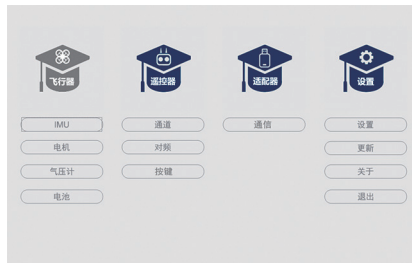 飞行器
遥控器
适配器
设置
IMU
通道
通信
设置
电机
对频
更新
气压计
按键
关于
电池
退出